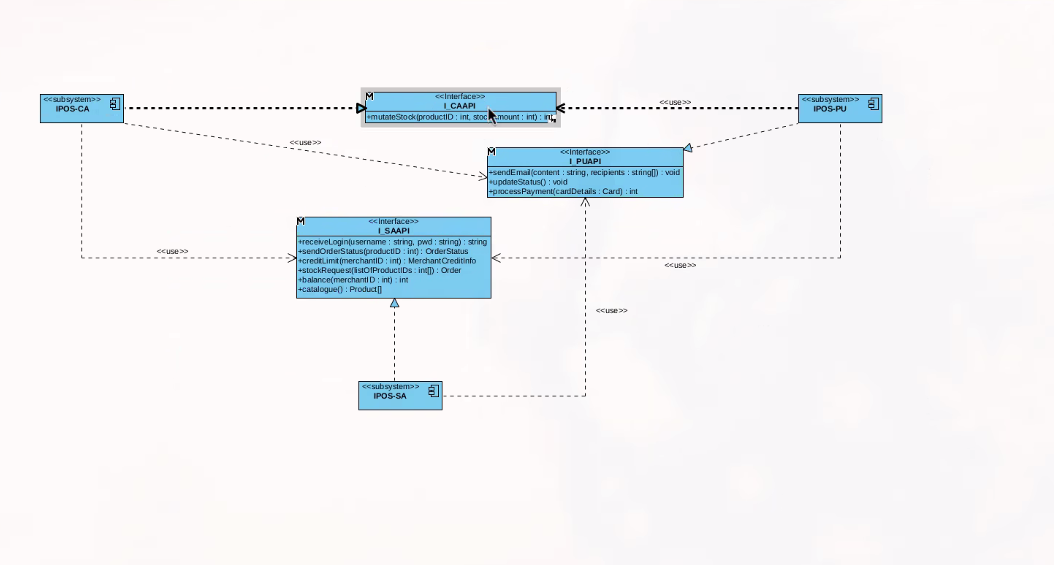 <<subsystem>>
IPOS-CA
<<Interface>>
I_CAAPI
+mutateStock(productID : int, stockAmount : int) : int
<<use>>
<<subsystem>>
IPOS-PU
<<use>>
<<Interface>>
I_PUAPI
+sendEmail(content : string, recipients : string[]) : void
+updateStatus() : void
+processPayment(cardDetails : Card) : int
<<Interface>>
I_SAAPI
+receiveLogin(username : string, pwd : string) : string
+sendOrderStatus(productID : int) : OrderStatus
+creditLimit(merchantID : int) : MerchantCreditInfo
+stockRequest(listOfProductIDs : int[]) : Order
+balance(merchantID : int) : int
+catalogue() : Product[]
<<use>>
<<use>>
<<use>>
<<subsystem>>
IPOS-SA